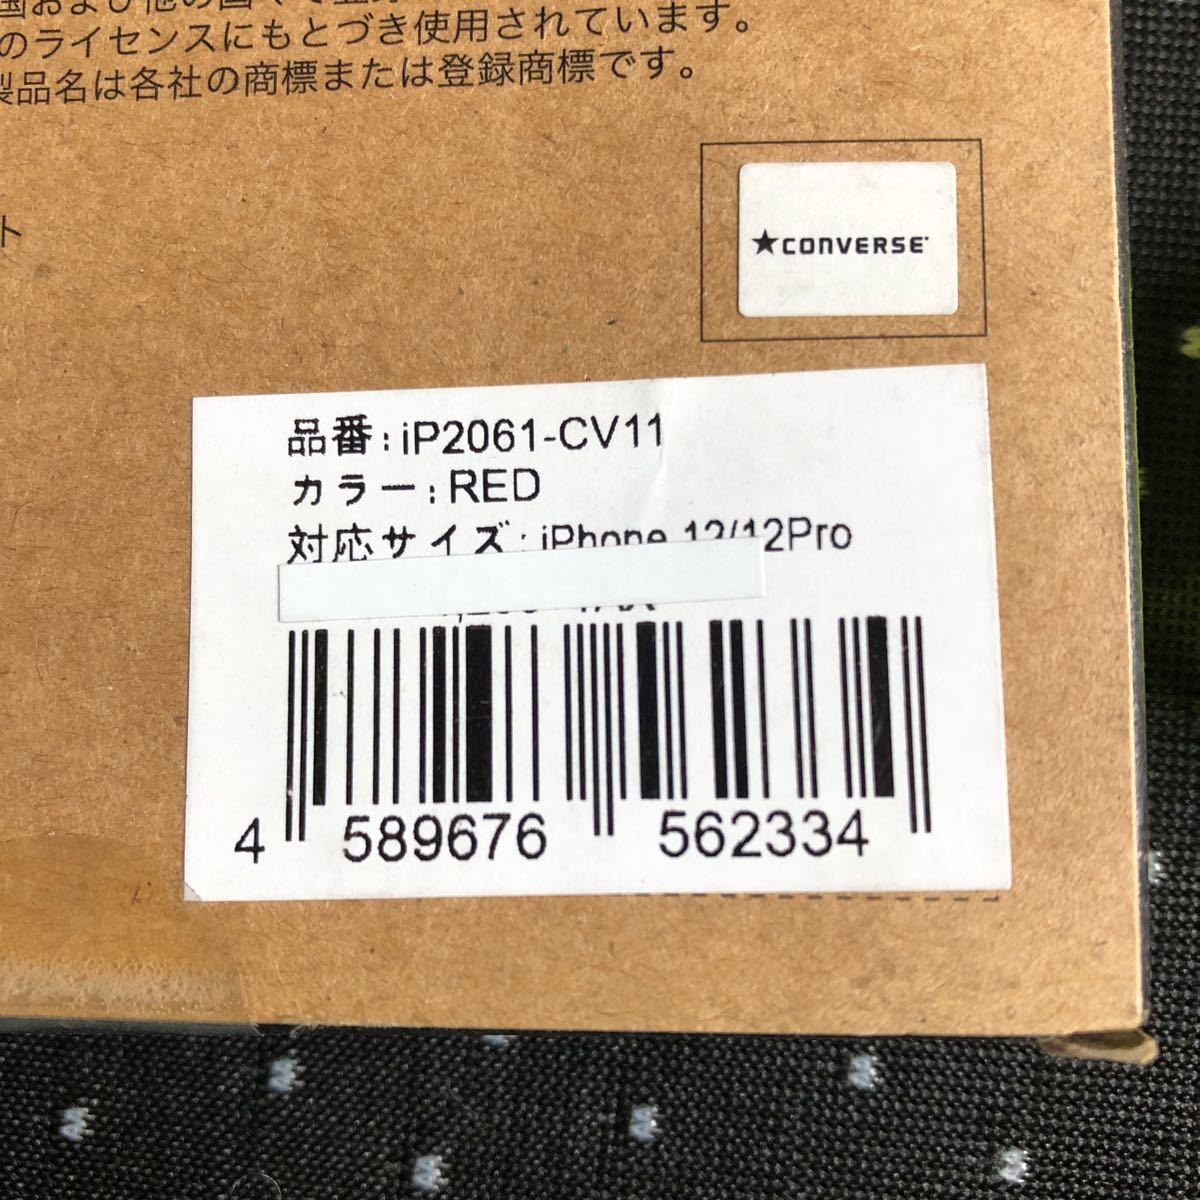 のライセンスにもとづき使用されています。
製品名は各社の商標または登録商標です。
ト
★CONVERSE
品番:iP2061-CV11
カラー:RED
対応サイズ:iPhone 12/12Pro
4 589676 562334